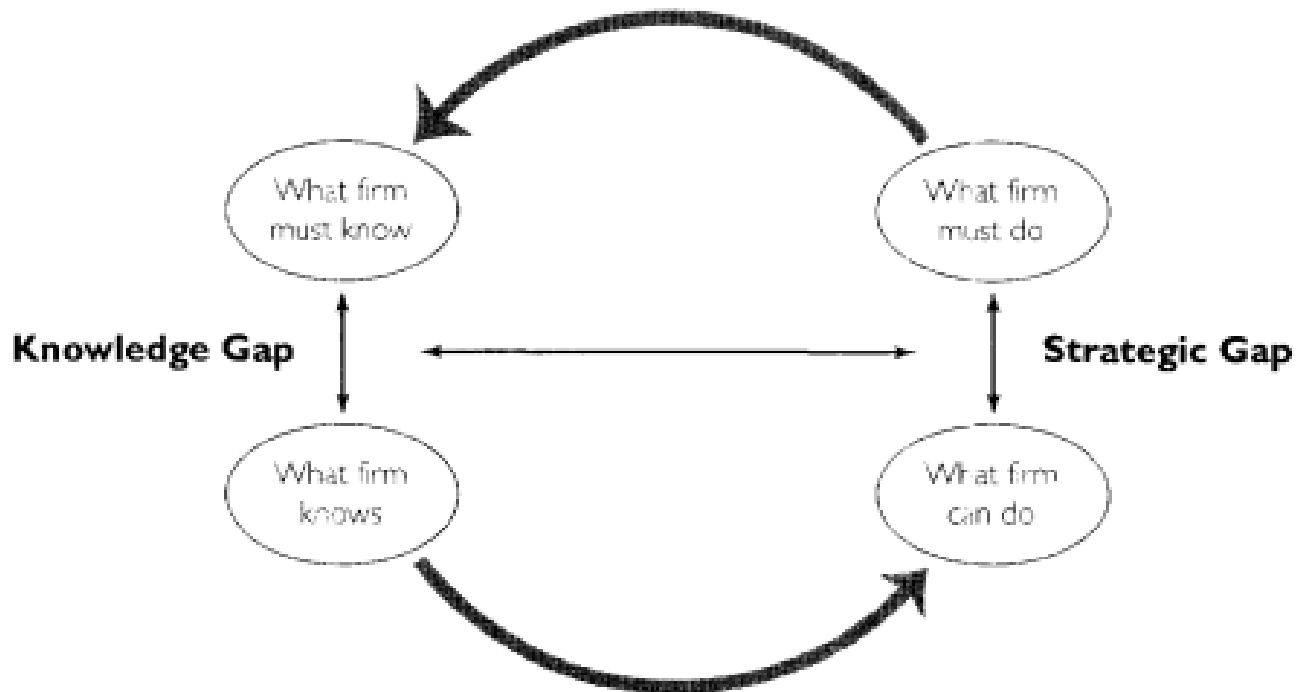 What firm
must know
What firm
must do
Knowledge Gap
Strategic Gap
What firm
knows
What firm
can do